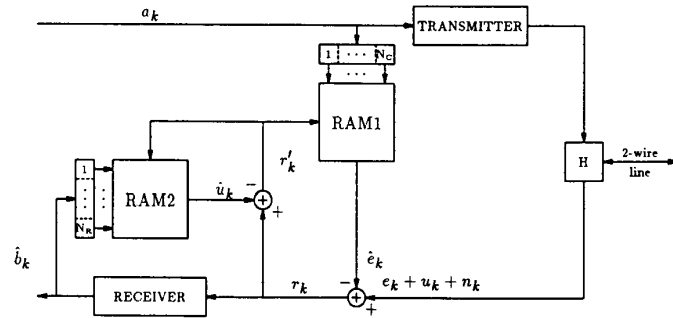 a_k
TRANSMITTER
1 ··· N_C
···
RAM1
r'_k
H
2-wire
line
1
RAM2
û_k
−
+
N_R
b̂_k
ê_k
RECEIVER
r_k
−
+
e_k + u_k + n_k